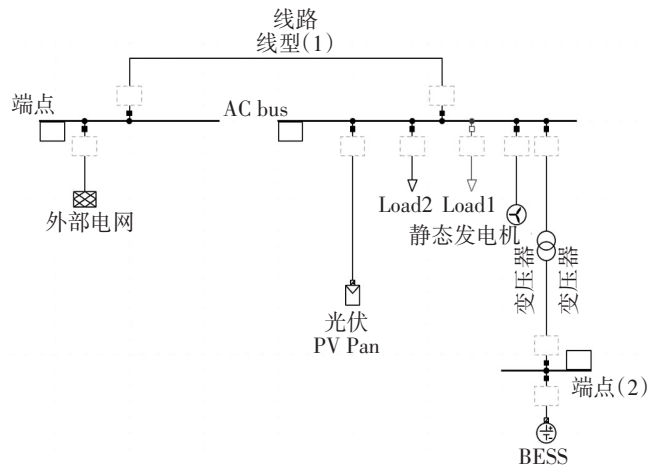 线路
线型(1)
端点
AC bus
外部电网
Load2
Load1
静态发电机
变压器
变压器
光伏
PV Pan
端点(2)
BESS